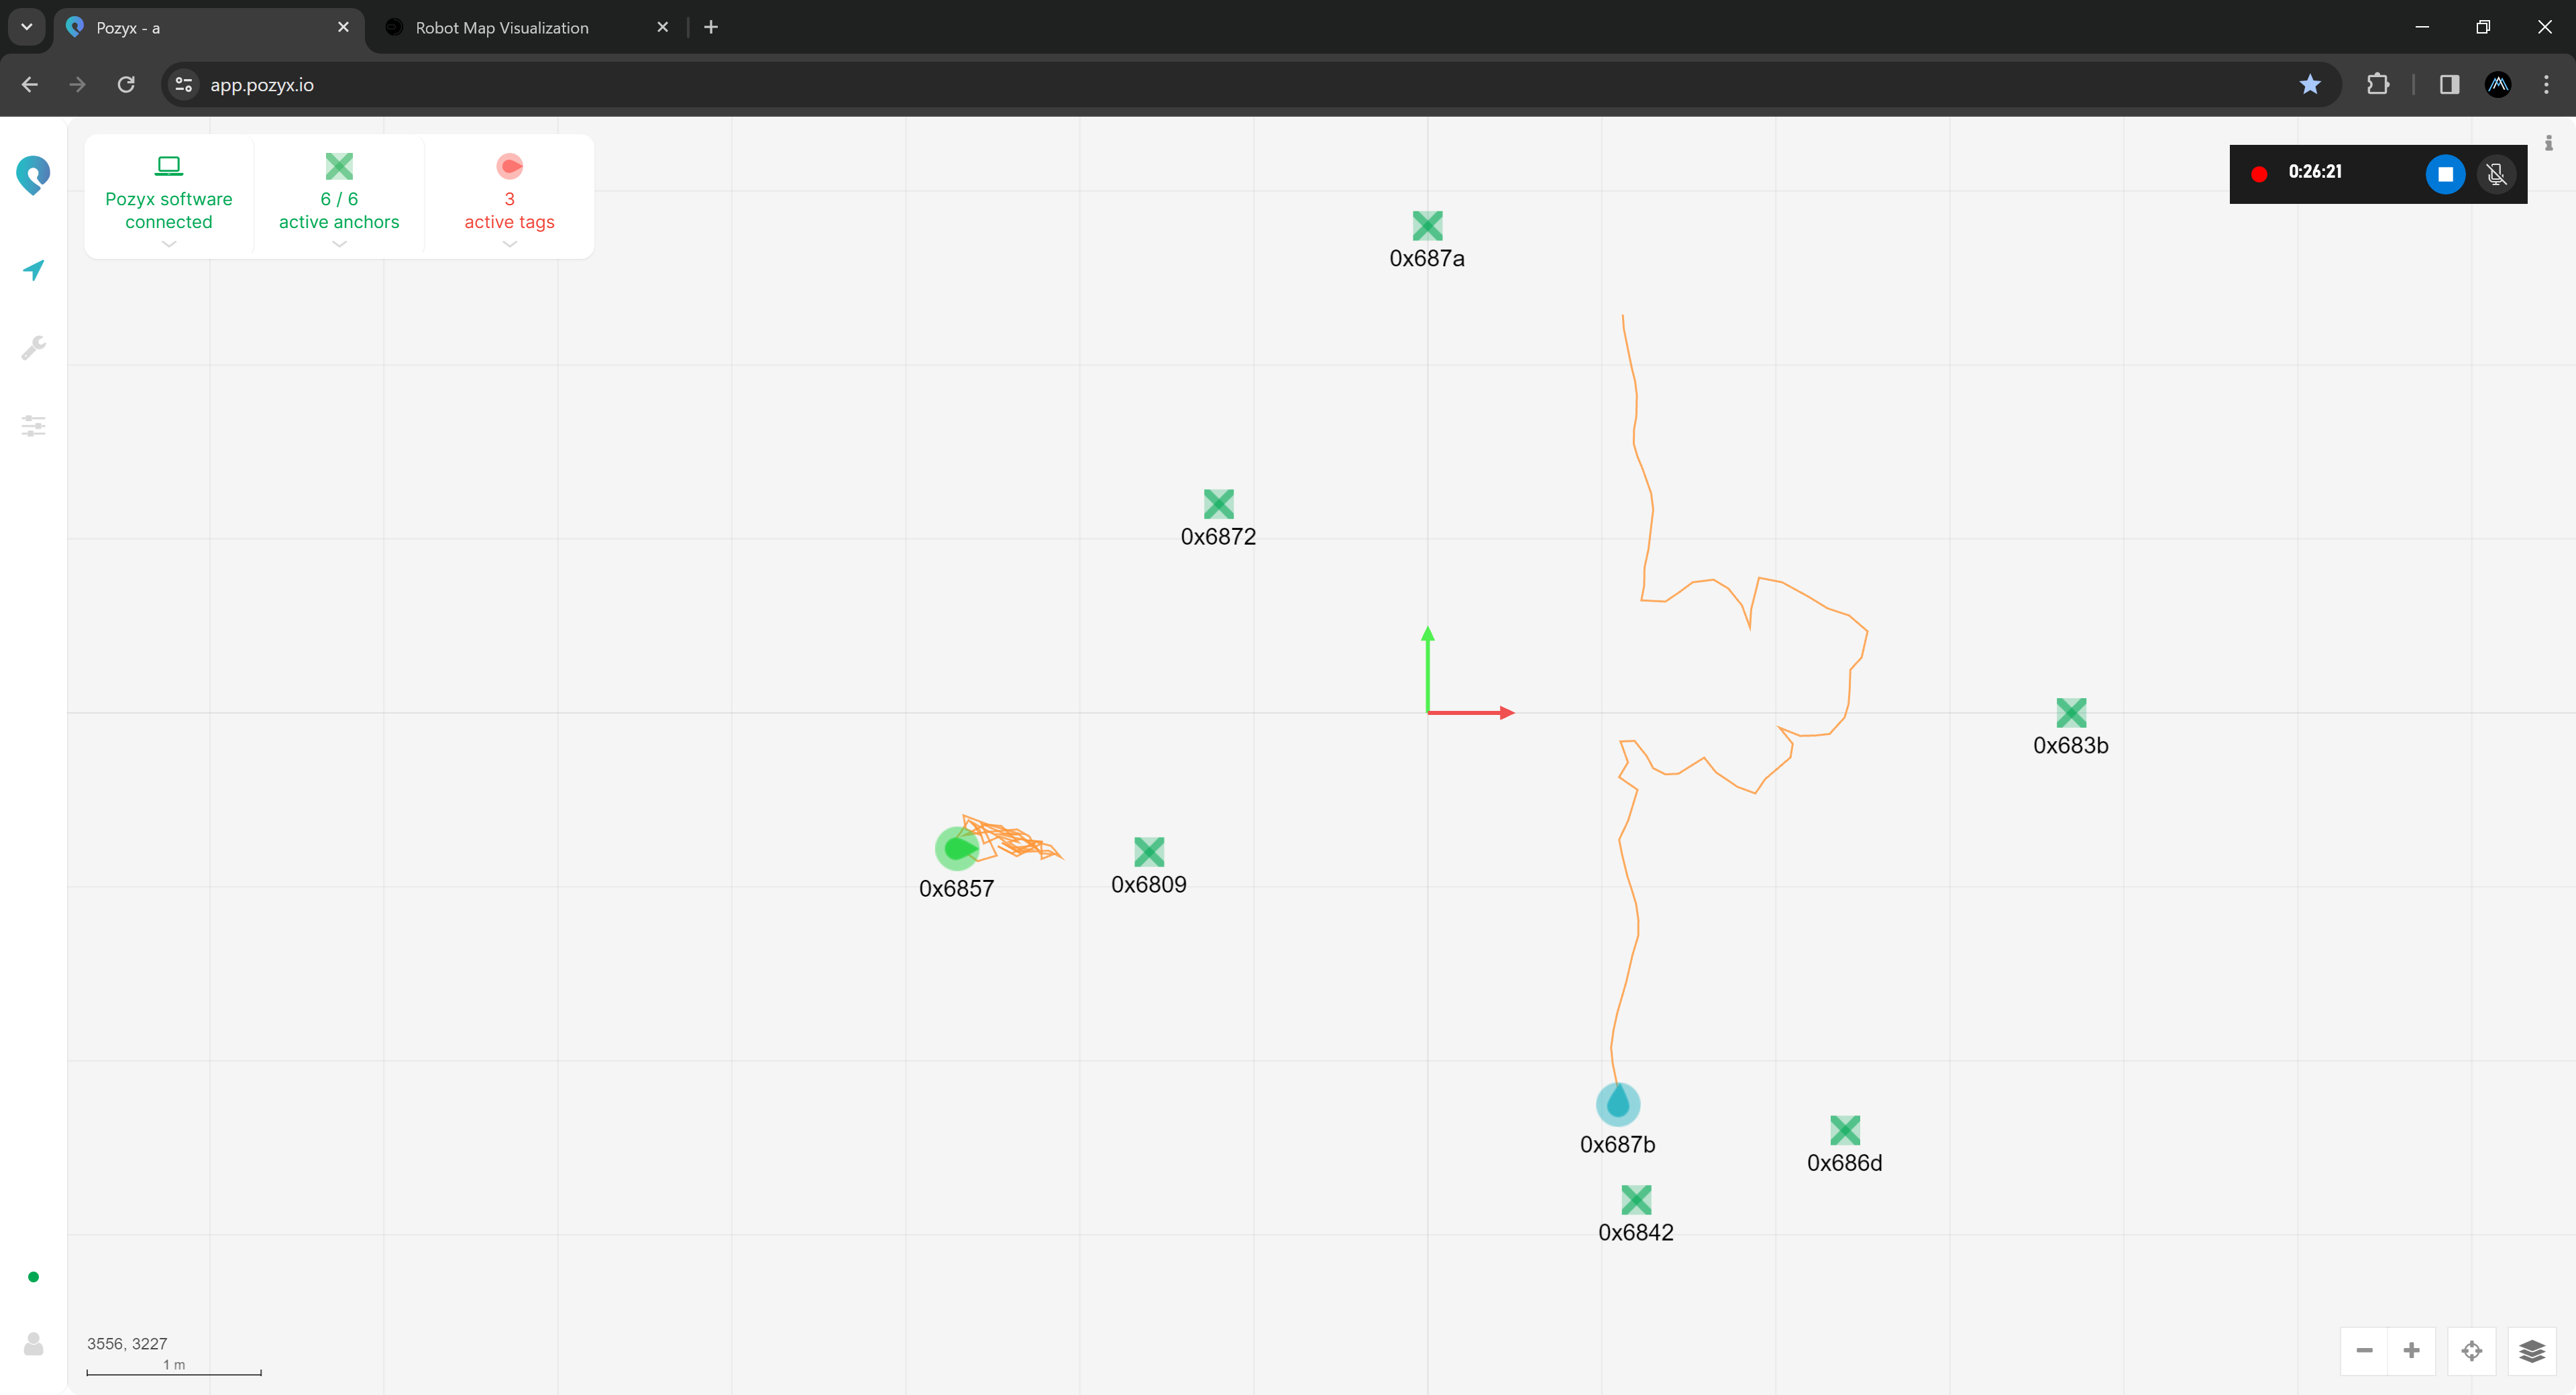 Pozyx - a
Robot Map Visualization
app.pozyx.io
Pozyx software
connected
6 / 6
active anchors
3
active tags
0:26:21
0x687a
0x6872
0x683b
0x6857
0x6809
0x687b
0x686d
0x6842
3556, 3227
1 m